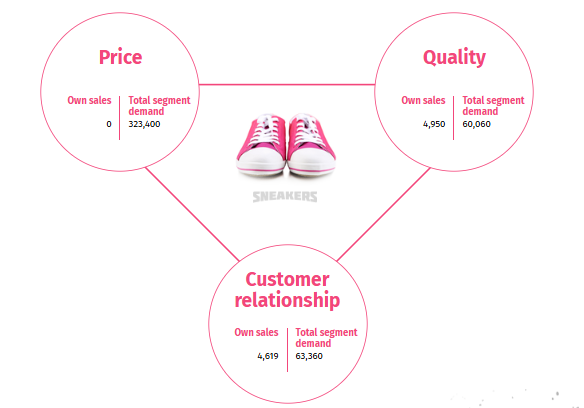 Price
Own sales
Total segment
demand
0
323,400
Quality
Own sales
Total segment
demand
4,950
60,060
SNEAKERS
Customer
relationship
Own sales
Total segment
demand
4,619
63,360